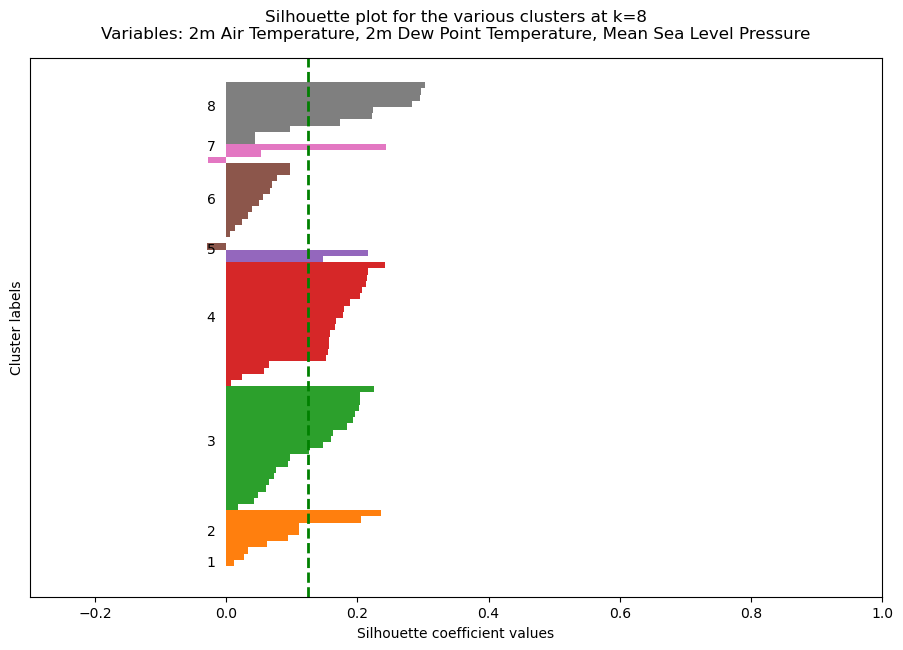 Silhouette plot for the various clusters at k=8
Variables: 2m Air Temperature, 2m Dew Point Temperature, Mean Sea Level Pressure
8
7
6
5
4
3
2
1
Cluster labels
−0.2 0.0 0.2 0.4 0.6 0.8 1.0
Silhouette coefficient values